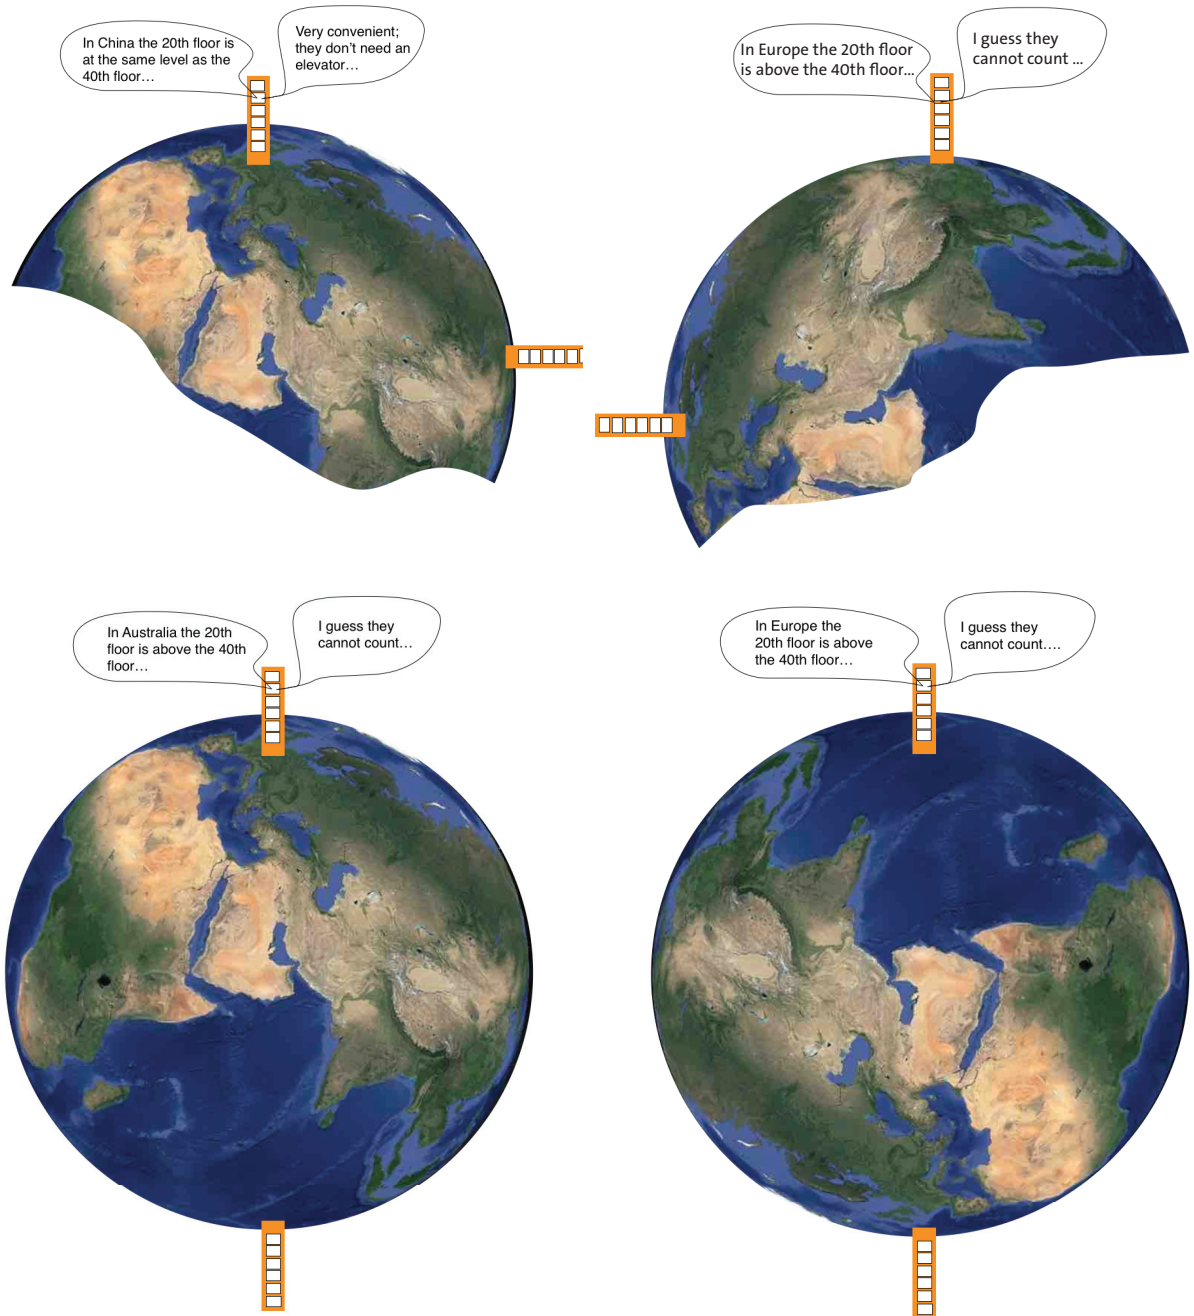 In China the 20th floor is
at the same level as the
40th floor…
Very convenient;
they don't need an
elevator…
In Europe the 20th floor
is above the 40th floor...
I guess they
cannot count ...
In Australia the 20th
floor is above the 40th
floor…
I guess they
cannot count…
In Europe the
20th floor is above
the 40th floor…
I guess they
cannot count….